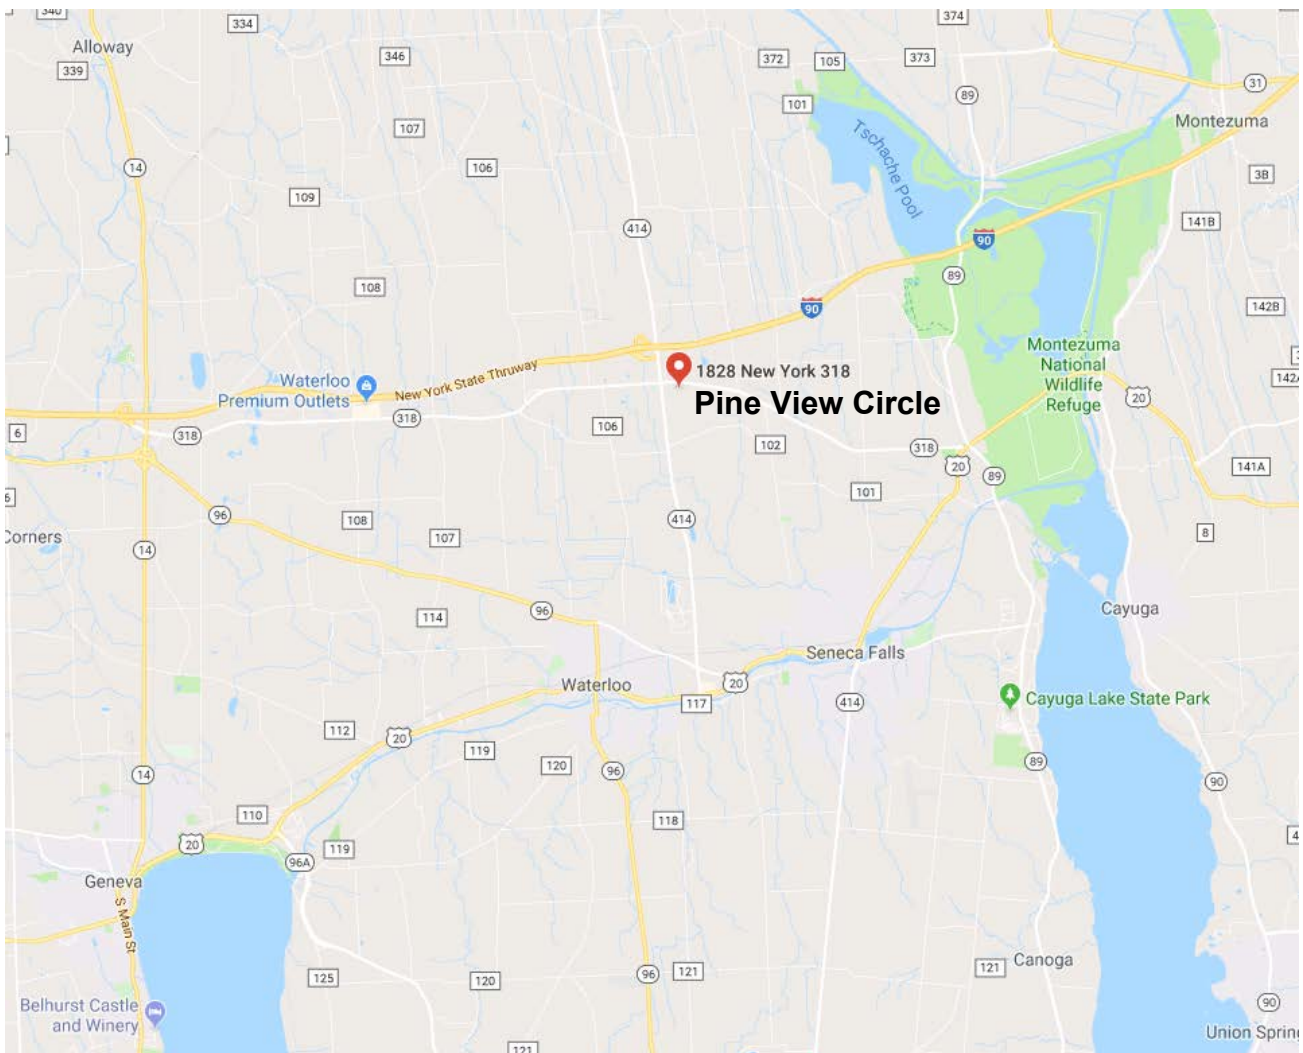 340
334
374
Alloway
339
346
372
105
373
89
31
101
Montezuma
107
Tschache Pool
14
106
3B
109
141B
414
90
89
108
142B
90
Montezuma
National
Wildlife
Refuge
New York State Thruway
1828 New York 318
Pine View Circle
Waterloo
Premium Outlets
142A
20
318
318
106
102
318
6
20
89
141A
101
96
108
414
107
8
Corners
14
96
114
Cayuga
Seneca Falls
Waterloo
20
117
414
Cayuga Lake State Park
112
20
119
120
96
89
90
14
110
118
20
119
96A
Geneva
S Main St
125
120
96
121
121
Canoga
Belhurst Castle
and Winery
90
Union Spring
121